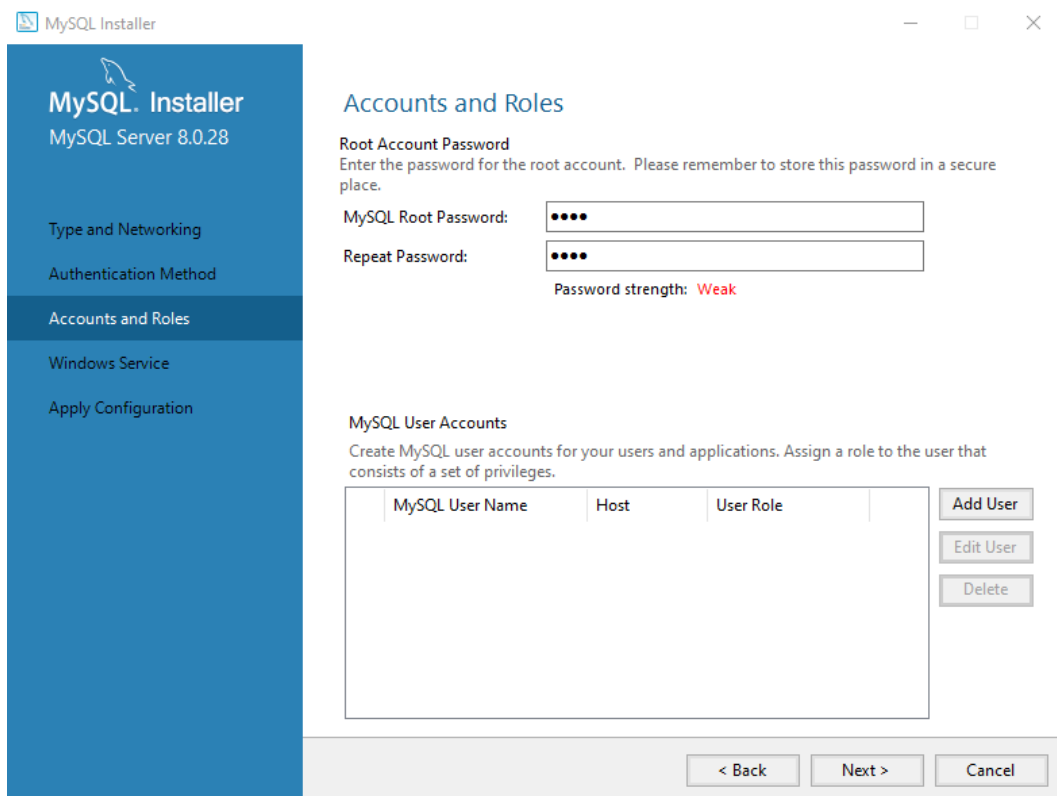 MySQL Installer
MySQL. Installer
MySQL Server 8.0.28
Type and Networking
Authentication Method
Accounts and Roles
Windows Service
Apply Configuration
Accounts and Roles
Root Account Password
Enter the password for the root account.  Please remember to store this password in a secure
place.
MySQL Root Password: ●●●●
Repeat Password: ●●●●
Password strength: Weak
MySQL User Accounts
Create MySQL user accounts for your users and applications. Assign a role to the user that
consists of a set of privileges.
MySQL User Name Host User Role
Add User
Edit User
Delete
< Back Next > Cancel